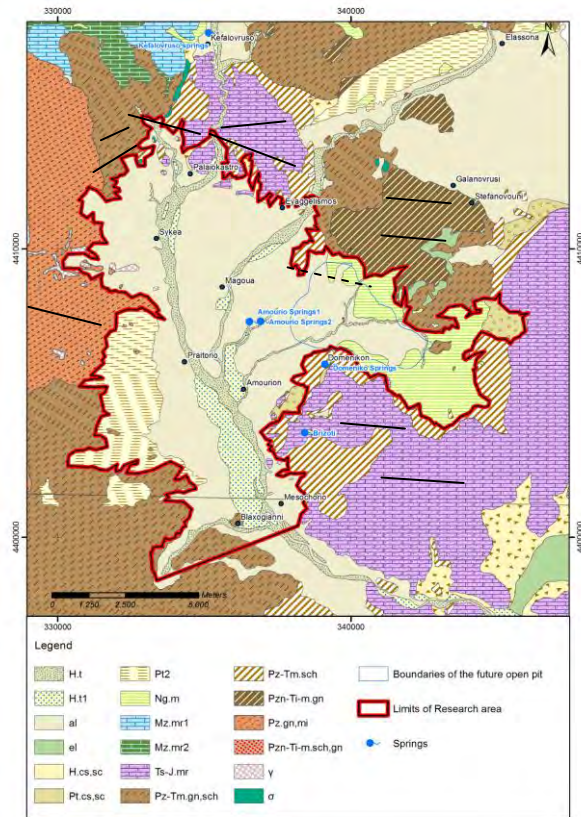 330000 340000
N
Kefalovruso springs
Kefalovruso
Elassona
Palaiokastro
Galanovrusi
Stefanovouni
Evaggelismos
Sykea
4410000 4410000
Magoua
Amourio Springs1
Amourio Springs2
Praitorio
Domenikon
Domeniko Springs
Amourion
Brizoti
Mesochorio
Blaxogianni
4400000 4400000
0 1.250 2.500 5.000
Meters
330000 340000
Legend
H.t Pt2 Pz-Tm.sch Boundaries of the future open pit
H.t1 Ng.m Pzn-Ti-m.gn Limits of Research area
al Mz.mr1 Pz.gn,mi Springs
el Mz.mr2 Pzn-Ti-m.sch,gn
H.cs,sc Ts-J.mr γ
Pt.cs,sc Pz-Tm.gn,sch σ